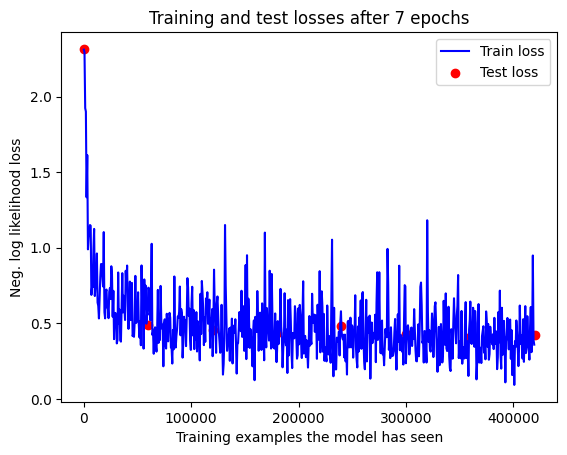 Training and test losses after 7 epochs
Train loss
Test loss
Neg. log likelihood loss
2.0
1.5
1.0
0.5
0.0
0
100000
200000
300000
400000
Training examples the model has seen